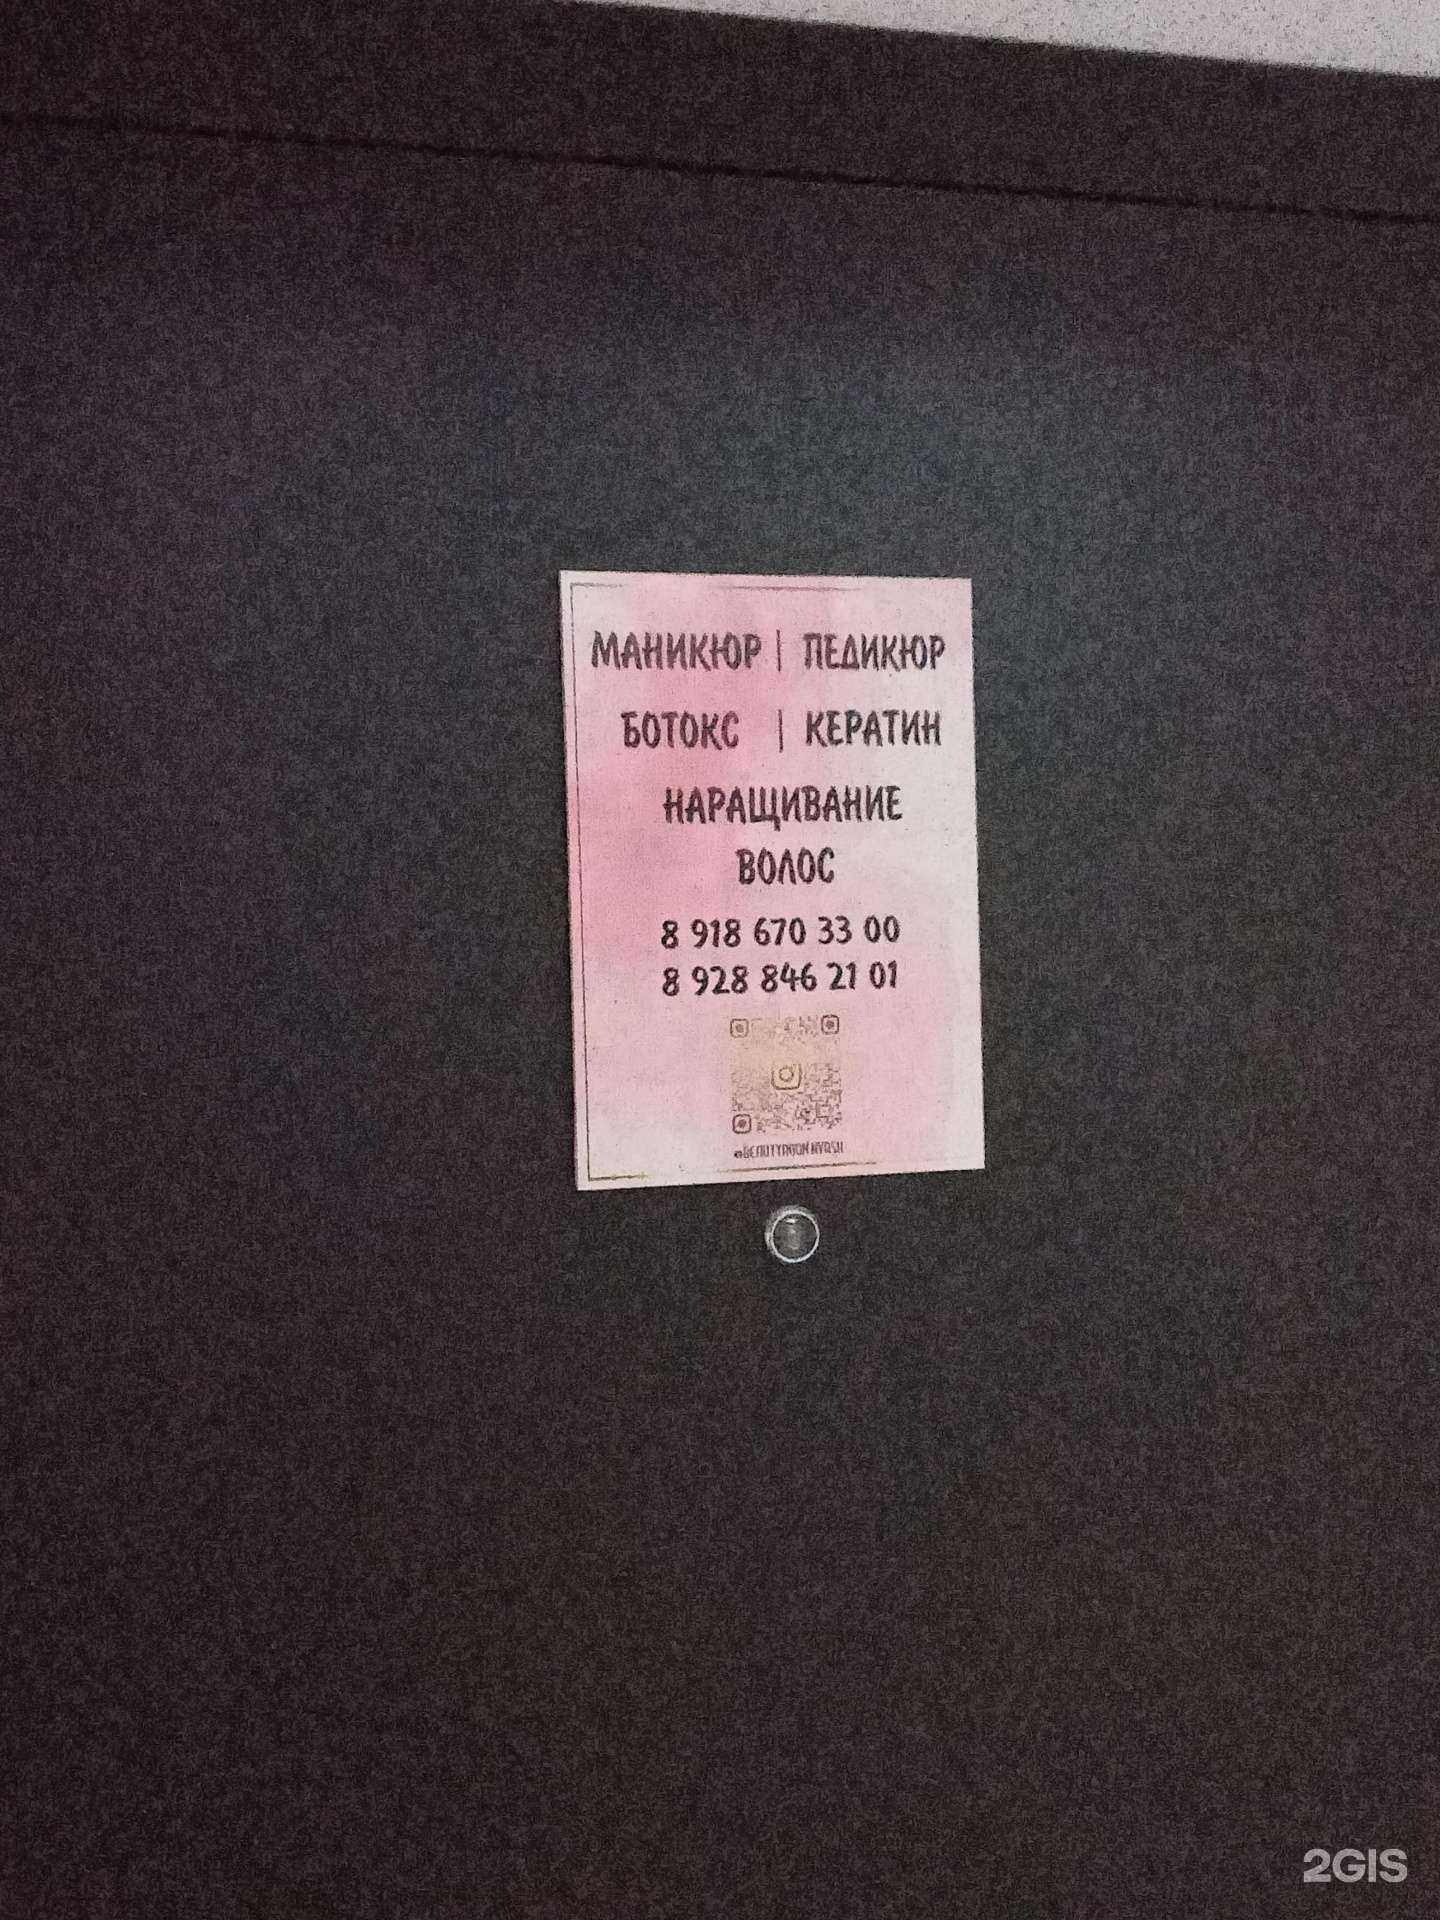 МАНИКЮР | ПЕДИКЮР
БОТОКС | КЕРАТИН
НАРАЩИВАНИЕ
ВОЛОС
8 918 670 33 00
8 928 846 21 01
2GIS